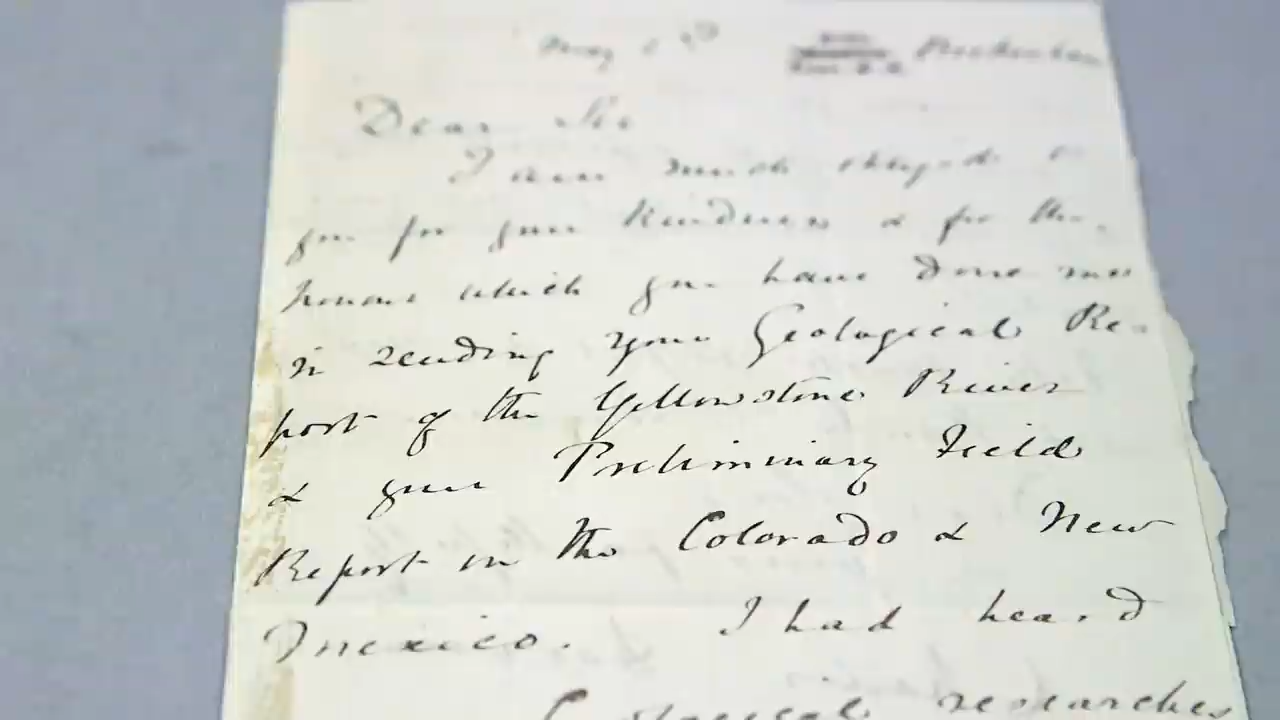 May
Dear Sir
I am much obliged to
you for your kindness & for the
honour which you have done me
in sending your Geological Re-
port of the Yellowstone River
& your Preliminary Field
Report on the Colorado & New
Mexico. I had heard
Geological researches